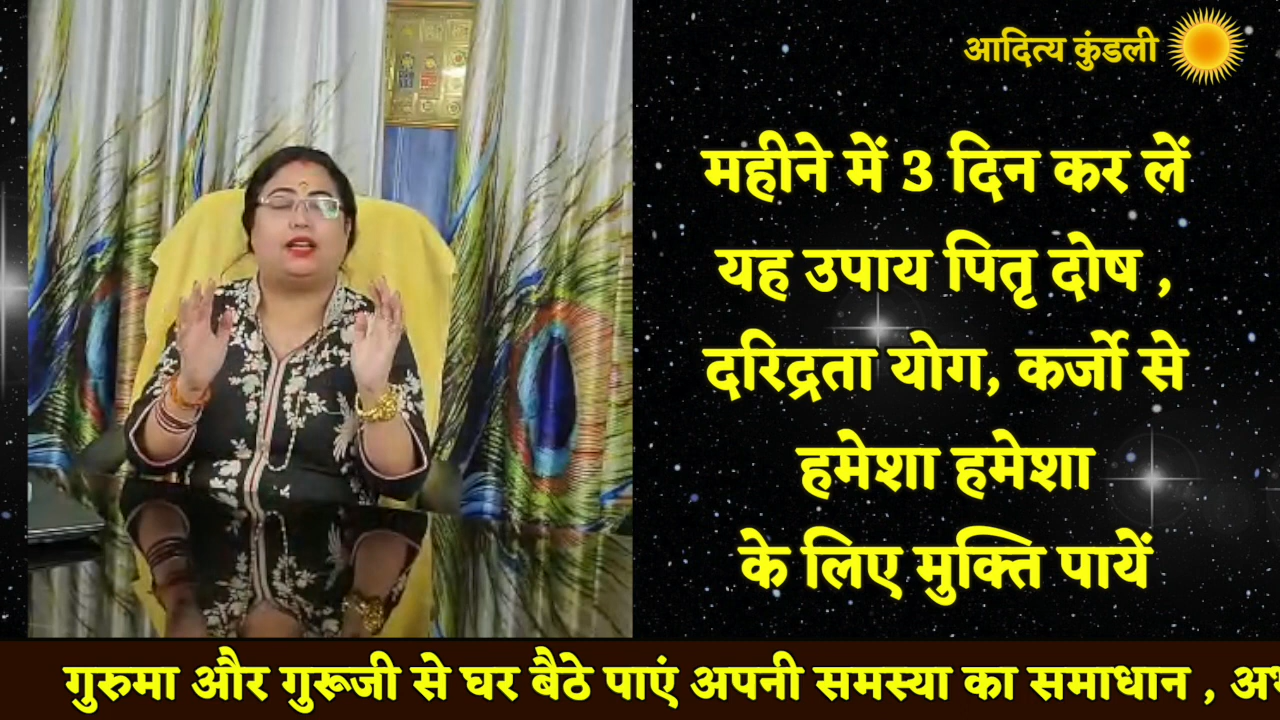 आदित्य कुंडली
महीने में 3 दिन कर लें
यह उपाय पितृ दोष ,
दरिद्रता योग, कर्जो से
हमेशा हमेशा
के लिए मुक्ति पायें
गुरुमा और गुरूजी से घर बैठे पाएं अपनी समस्या का समाधान ,